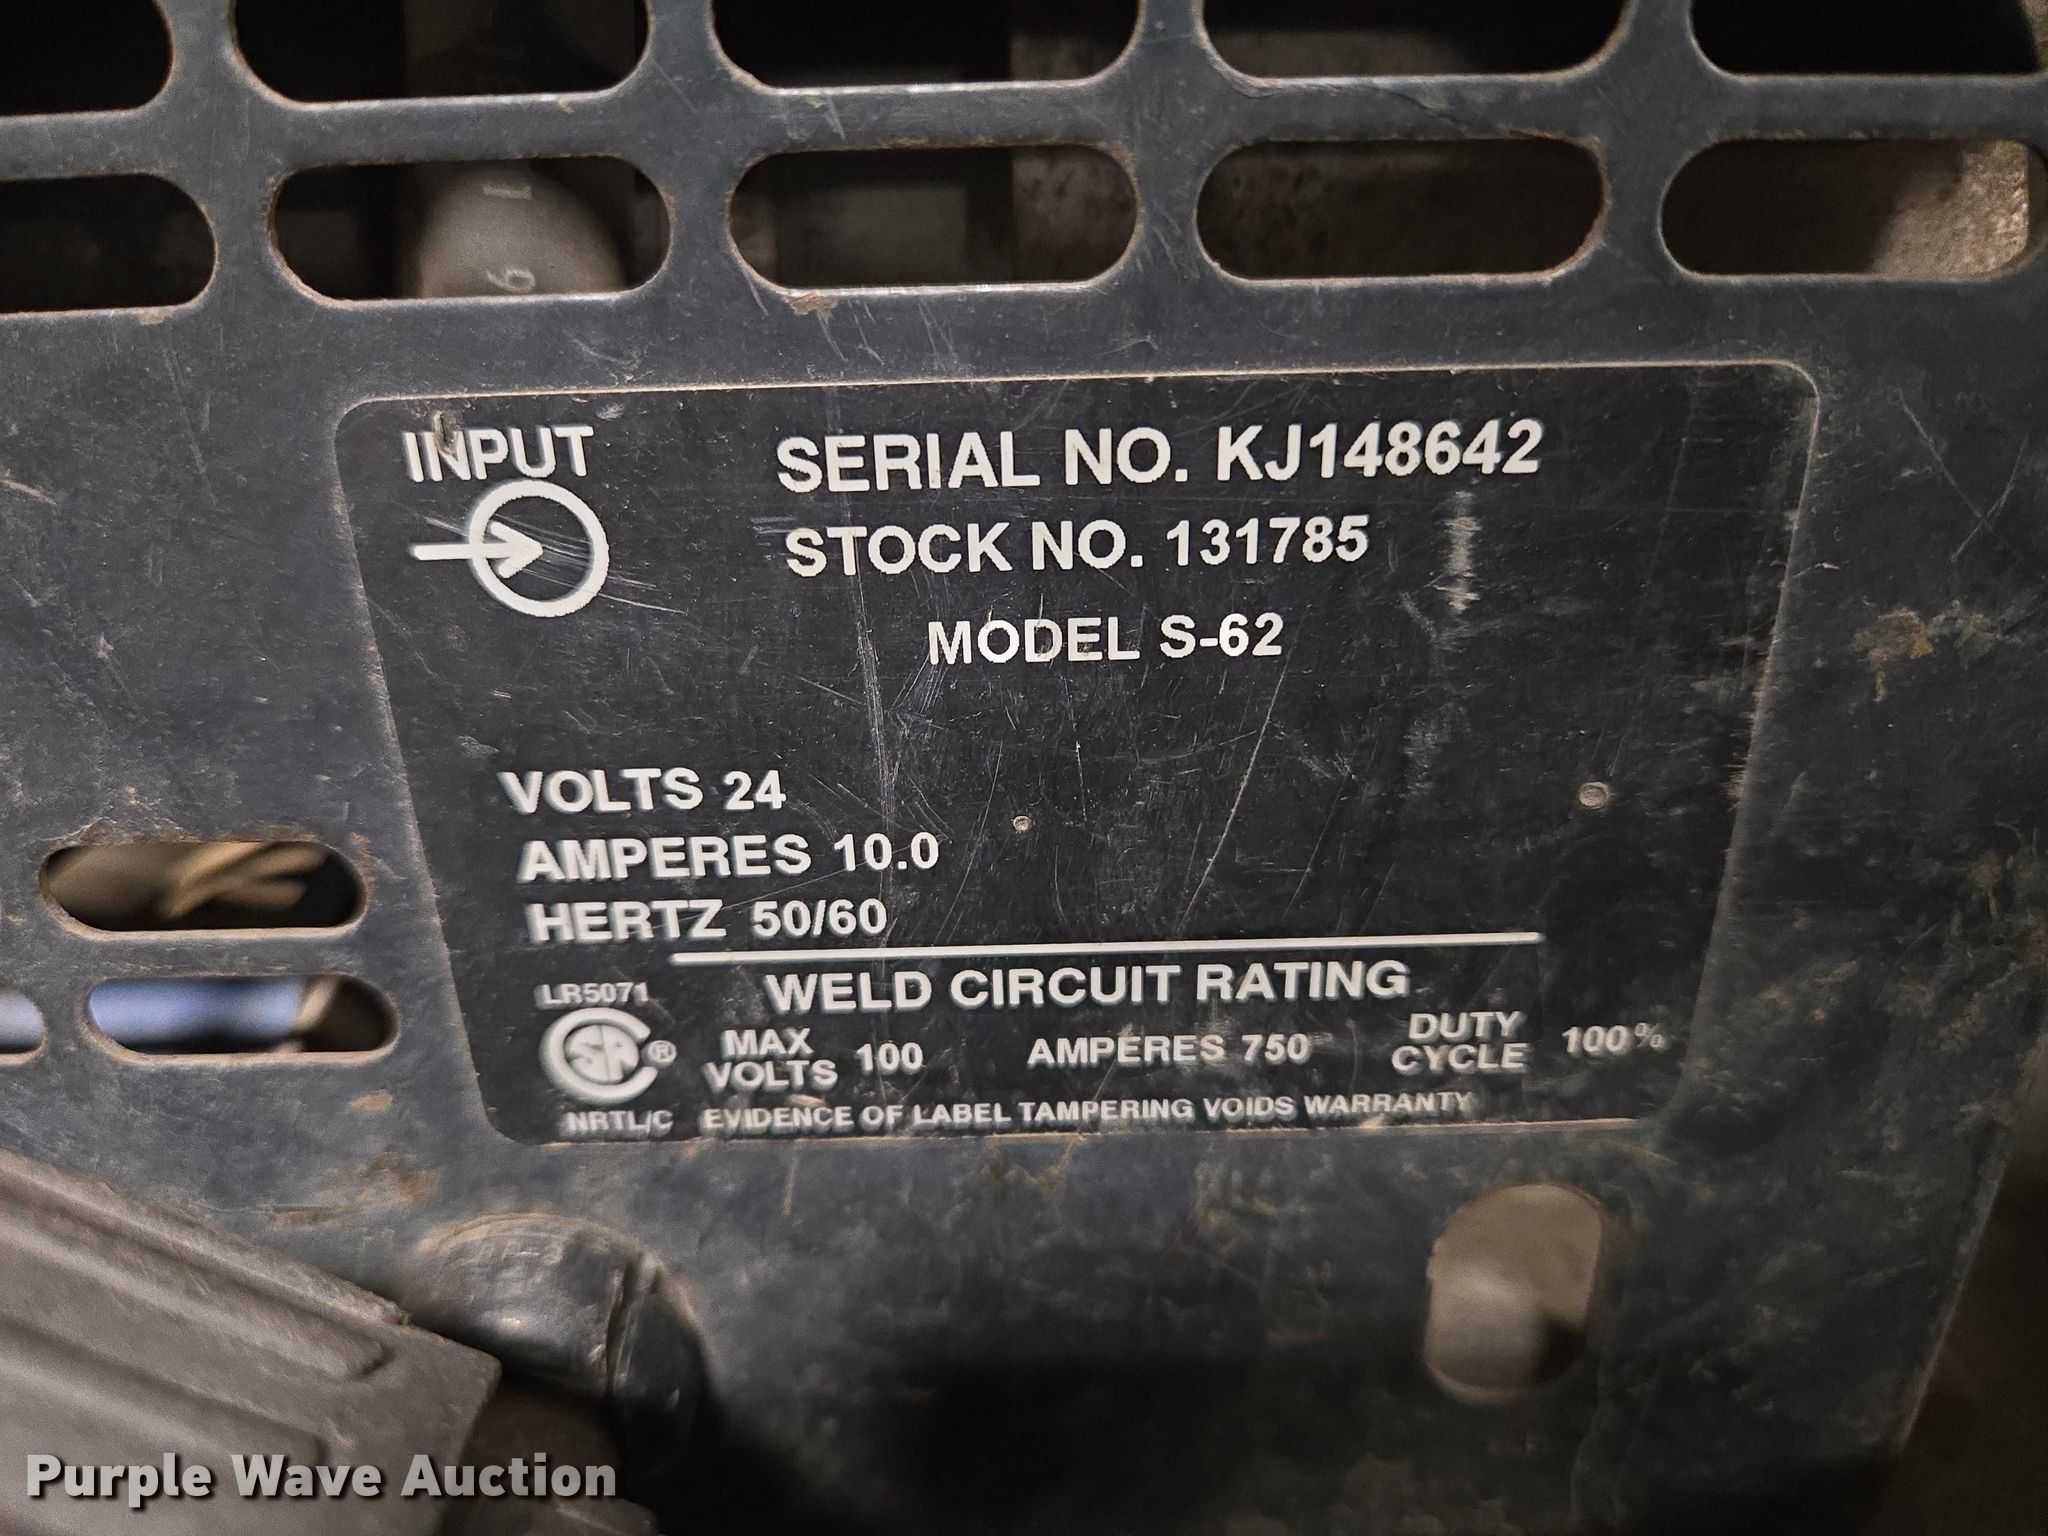 INPUT
SERIAL NO. KJ148642
STOCK NO. 131785
MODEL S-62
VOLTS 24
AMPERES 10.0
HERTZ 50/60
WELD CIRCUIT RATING
LR5071
MAX VOLTS 100 AMPERES 750 DUTY CYCLE 100%
NRTL/C EVIDENCE OF LABEL TAMPERING VOIDS WARRANTY
Purple Wave Auction